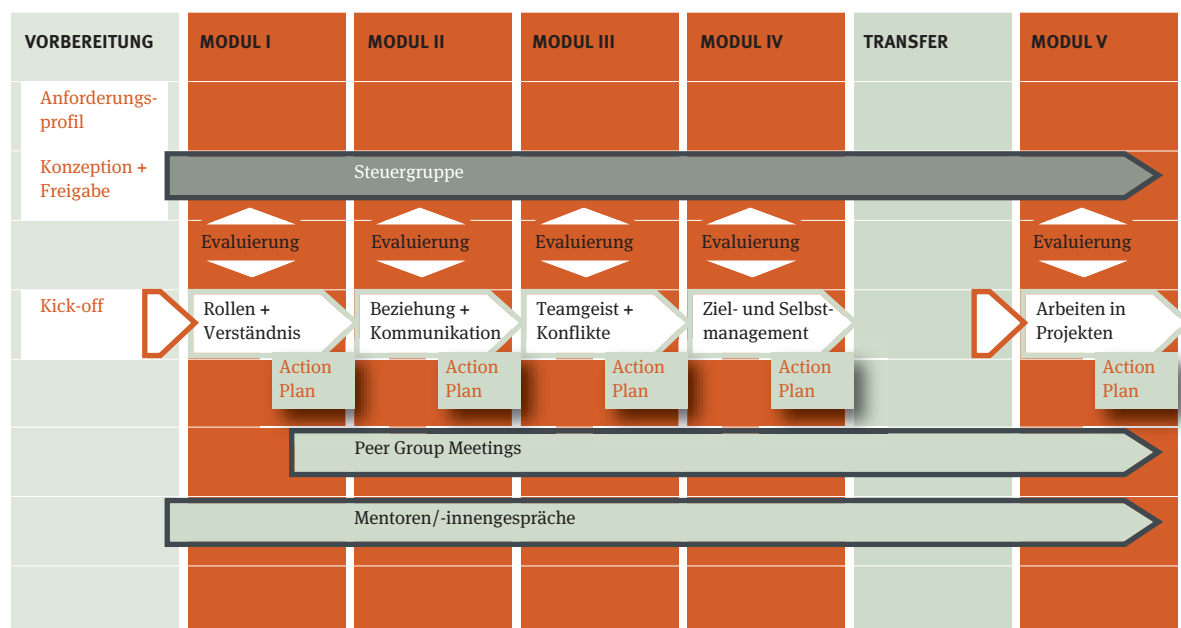 VORBEREITUNG
MODUL I
MODUL II
MODUL III
MODUL IV
TRANSFER
MODUL V
Anforderungs-
profil
Konzeption +
Freigabe
Steuergruppe
Evaluierung
Evaluierung
Evaluierung
Evaluierung
Evaluierung
Kick-off
Rollen +
Verständnis
Beziehung +
Kommunikation
Teamgeist +
Konflikte
Ziel- und Selbst-
management
Arbeiten in
Projekten
Action
Plan
Action
Plan
Action
Plan
Action
Plan
Action
Plan
Peer Group Meetings
Mentoren/-innengespräche